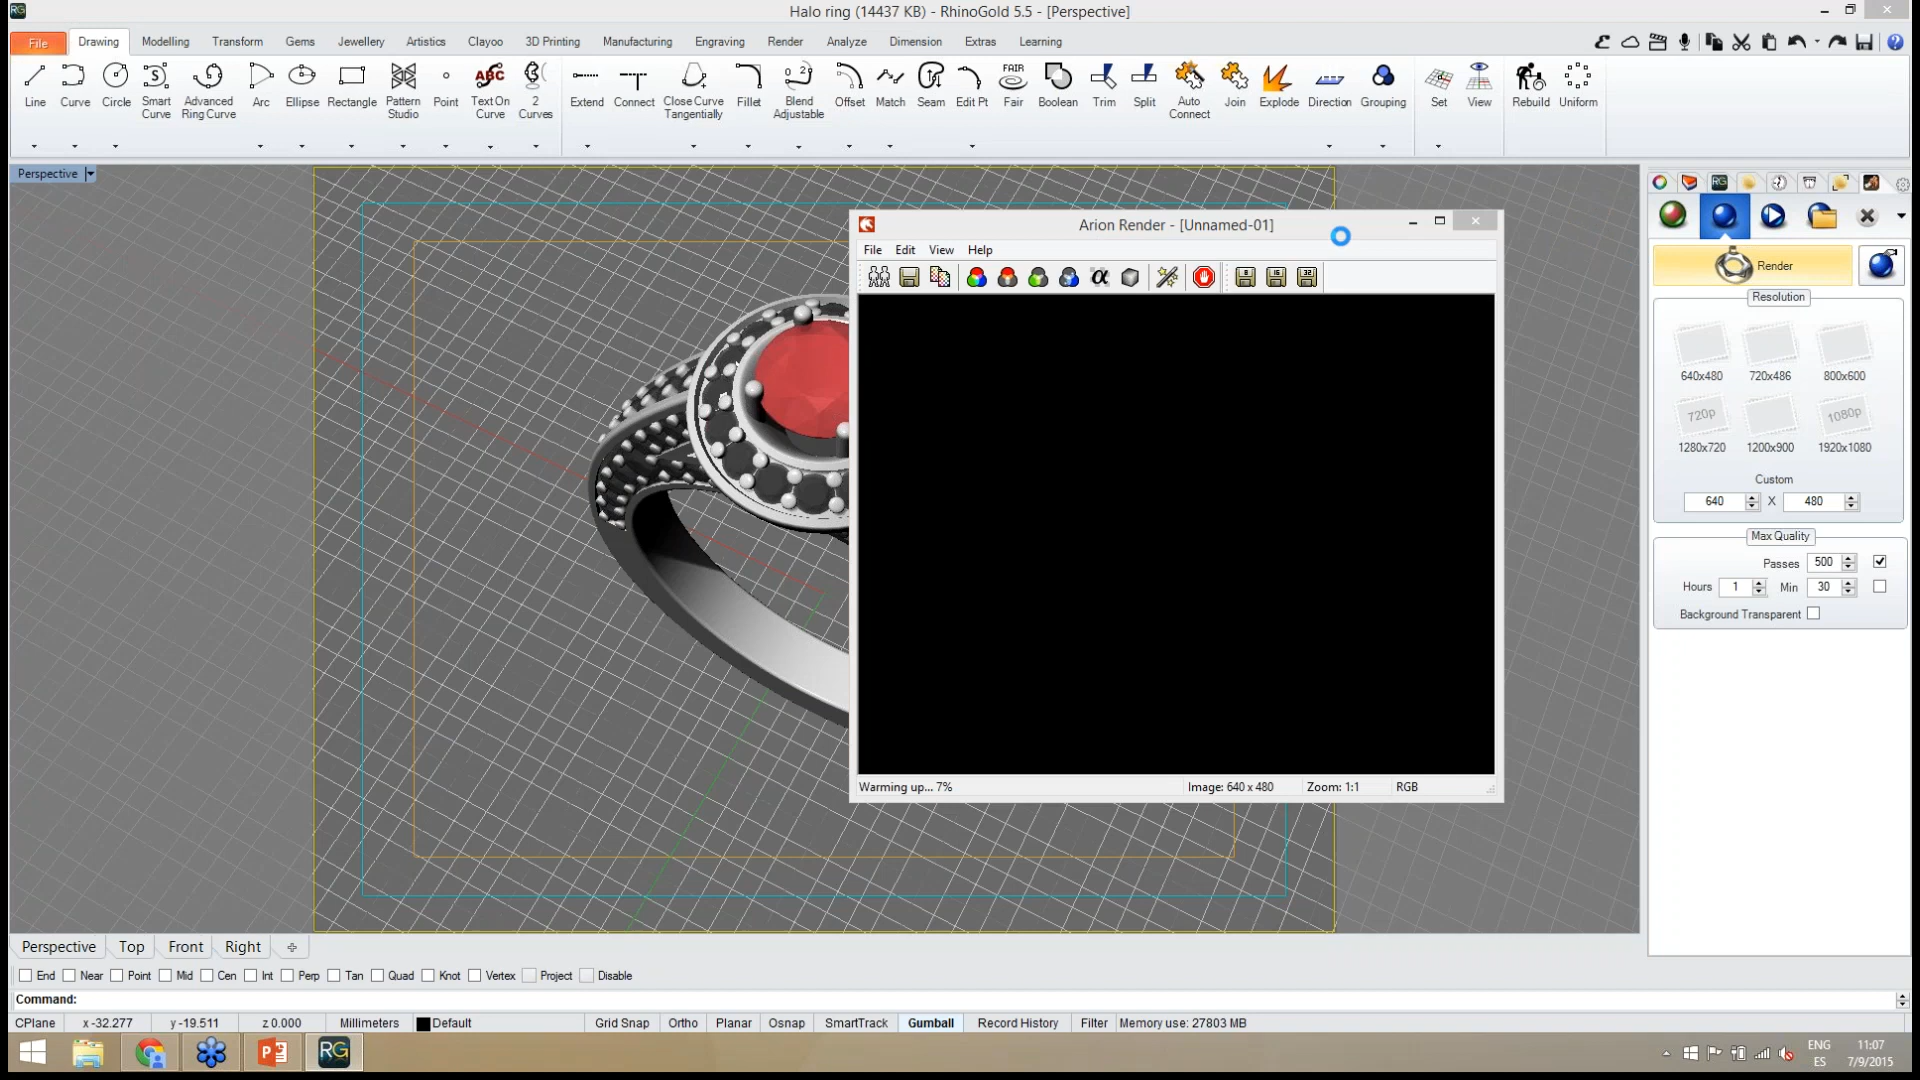 RG
Halo ring (14437 KB) - RhinoGold 5.5 - [Perspective]
File Drawing Modelling Transform Gems Jewellery Artistics Clayoo 3D Printing Manufacturing Engraving Render Analyze Dimension Extras Learning
ABC FAIR
Line Curve Circle Smart Curve Advanced Ring Curve Arc Ellipse Rectangle Pattern Studio Point Text On Curve 2 Curves Extend Connect Close Curve Tangentially Fillet Blend Adjustable Offset Match Seam Edit Pt Fair Boolean Trim Split Auto Connect Join Explode Direction Grouping Set View Rebuild Uniform
Perspective
RG
Arion Render - [Unnamed-01]
File Edit View Help
α 8 16 32
Warming up... 7% Image: 640 x 480 Zoom: 1:1 RGB
Render
Resolution
640x480 720x486 800x600
720p 1080p
1280x720 1200x900 1920x1080
Custom
640 X 480
Max Quality
Passes 500
Hours 1 Min 30
Background Transparent
Perspective Top Front Right
End Near Point Mid Cen Int Perp Tan Quad Knot Vertex Project Disable
Command:
CPlane x -32.277 y -19.511 z 0.000 Millimeters Default Grid Snap Ortho Planar Osnap SmartTrack Gumball Record History Filter Memory use: 27803 MB
P RG
ENG 11:07
ES 7/9/2015